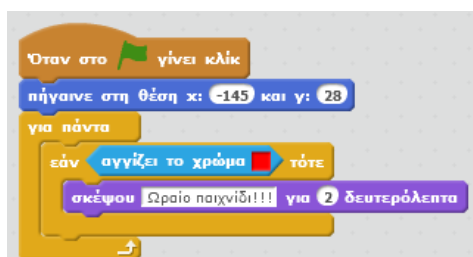 Όταν στο γίνει κλικ
πήγαινε στη θέση x: -145 και y: 28
για πάντα
εάν αγγίζει το χρώμα τότε
σκέψου Ωραίο παιχνίδι!!! για 2 δευτερόλεπτα